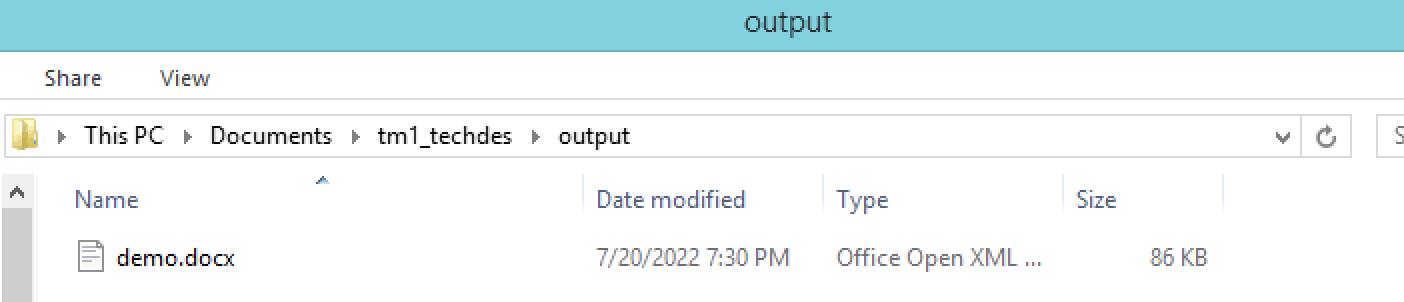 output
Share View
This PC Documents tm1_techdes output
Name Date modified Type Size
demo.docx 7/20/2022 7:30 PM Office Open XML ... 86 KB